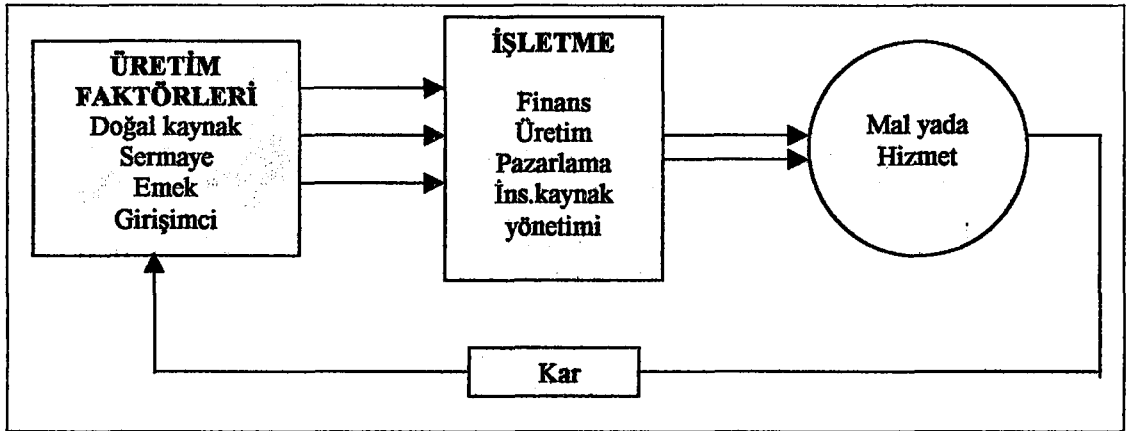 ÜRETİM
FAKTÖRLERİ
Doğal kaynak
Sermaye
Emek
Girişimci
İŞLETME
Finans
Üretim
Pazarlama
İns.kaynak
yönetimi
Mal yada
Hizmet
Kar